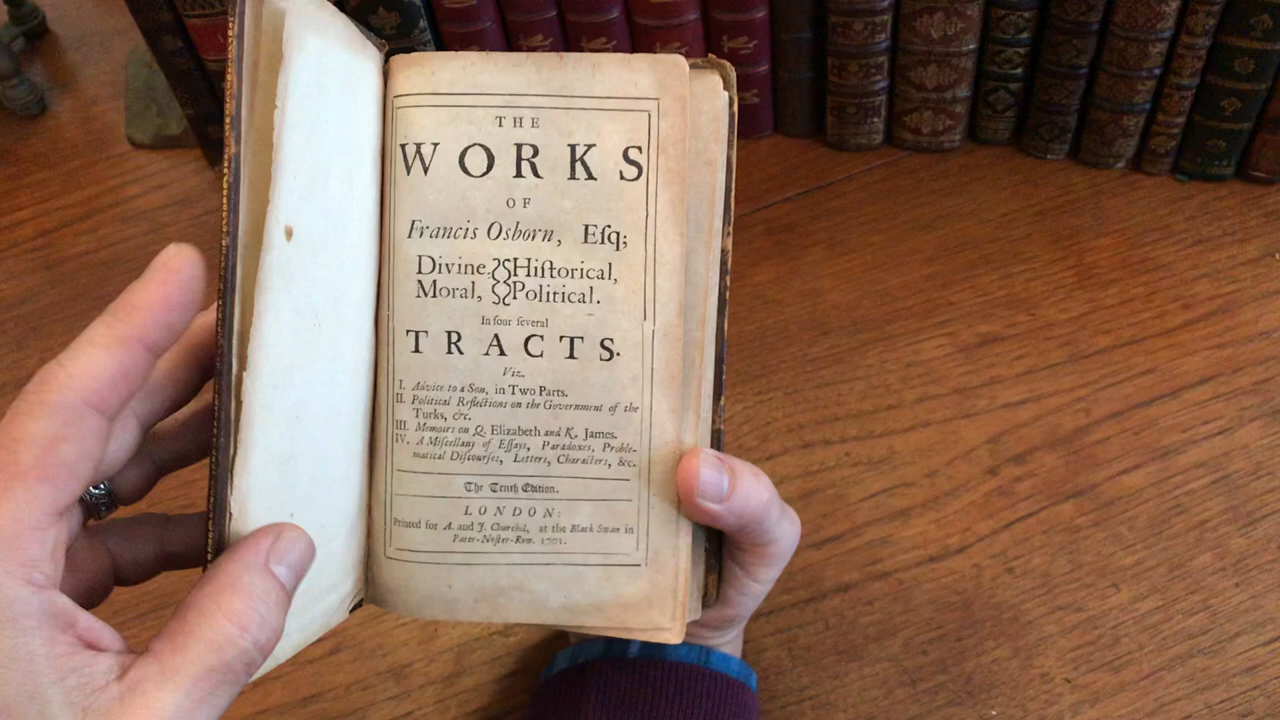 THE
WORKS
OF
Francis Osborn, Eſq;
Divine, Hiſtorical,
Moral, Political.
In four ſeveral
TRACTS.
Viz.
I. Advice to a Son, in Two Parts.
II. Political Reflections on the Government of the
Turks, &c.
III. Memoirs on Q. Elizabeth and K. James.
IV. A Miſcellany of Eſſays, Paradoxes, Proble-
matical Diſcourſes, Letters, Characters, &c.
The Tenth Edition.
LONDON:
Printed for A. and J. Churchil, at the Black Swan in
Pater-Noſter-Row. 1701.